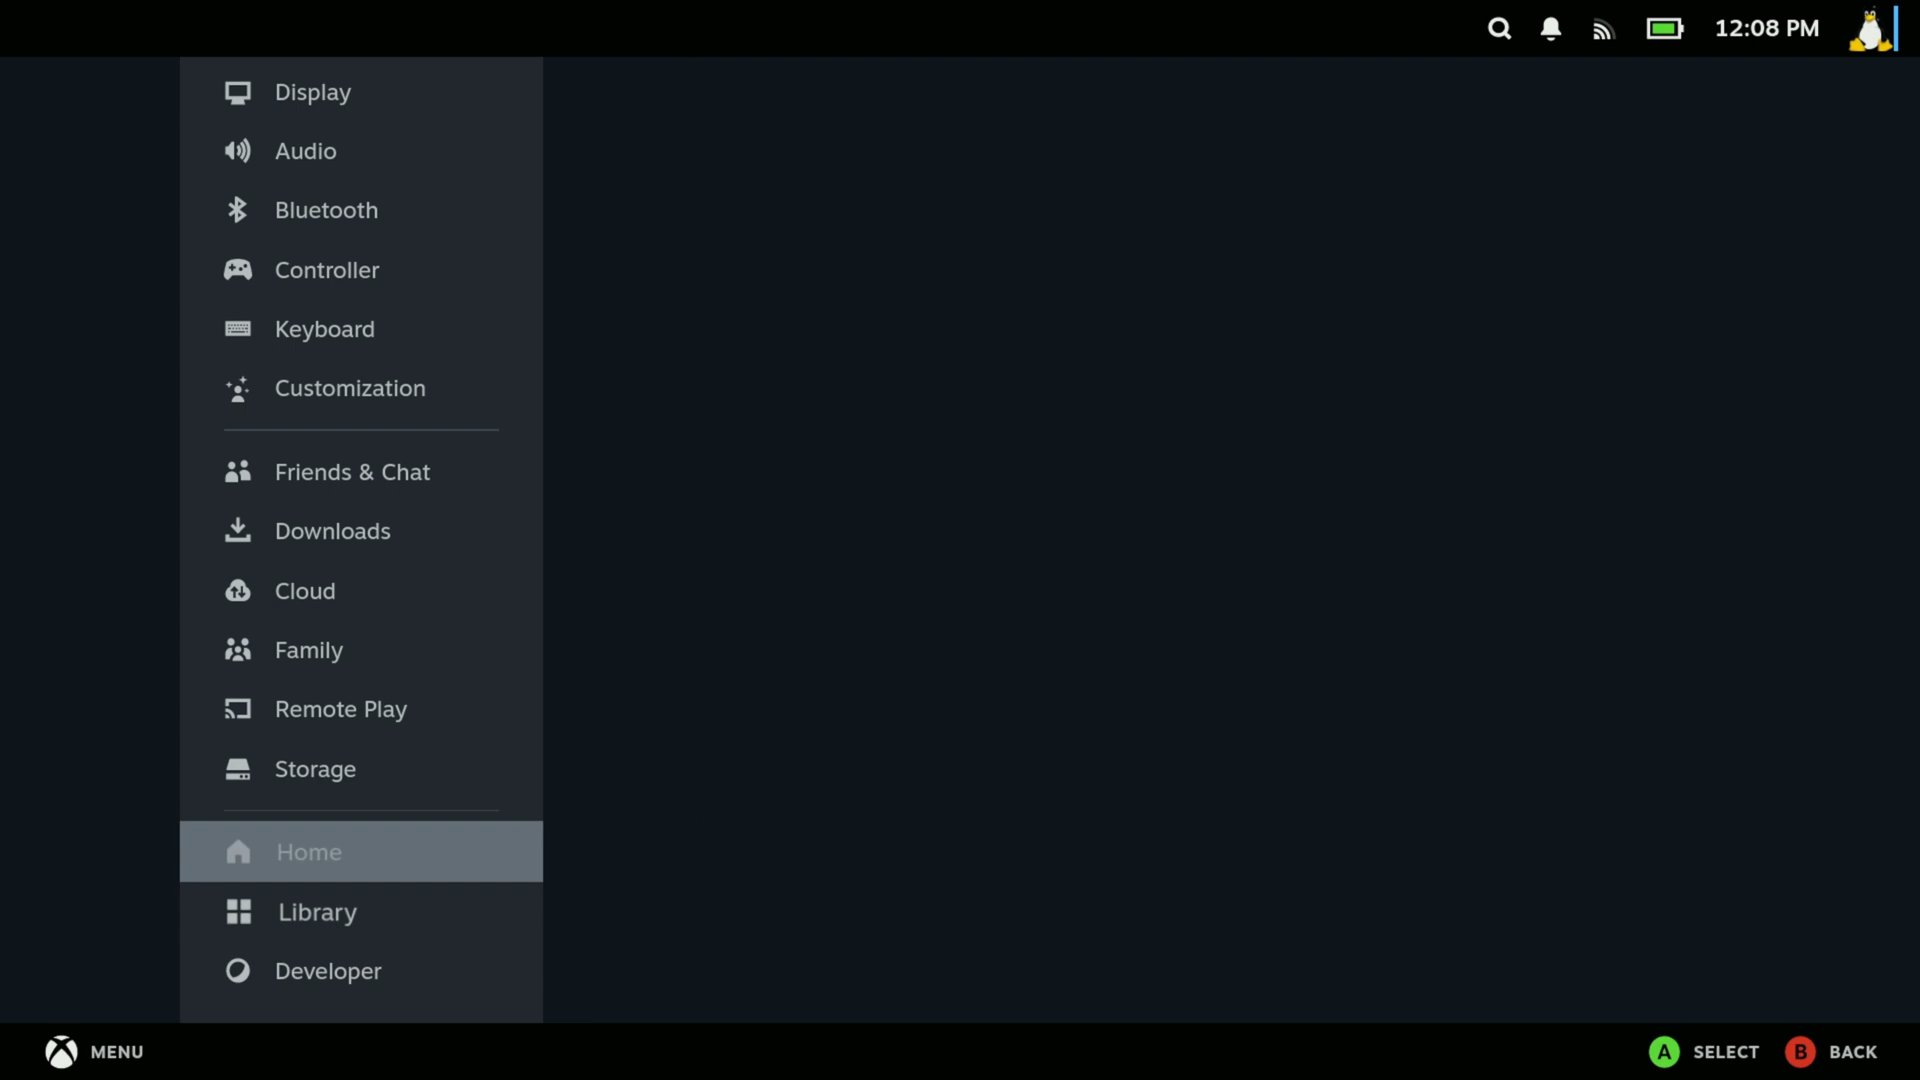 12:08 PM
Display
Audio
Bluetooth
Controller
Keyboard
Customization
Friends & Chat
Downloads
Cloud
Family
Remote Play
Storage
Home
Library
Developer
MENU
A SELECT B BACK